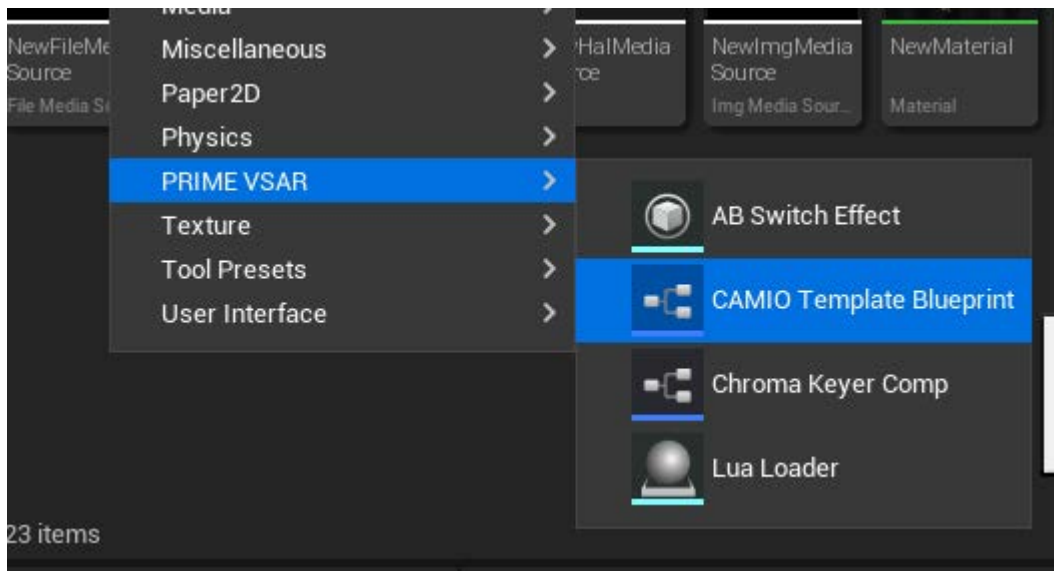 Media
NewFileMe
Source
File Media S
Miscellaneous
Paper2D
Physics
PRIME VSAR
Texture
Tool Presets
User Interface
HalMedia
rce
NewImgMedia
Source
Img Media Sour...
NewMaterial
Material
AB Switch Effect
CAMIO Template Blueprint
Chroma Keyer Comp
Lua Loader
23 items